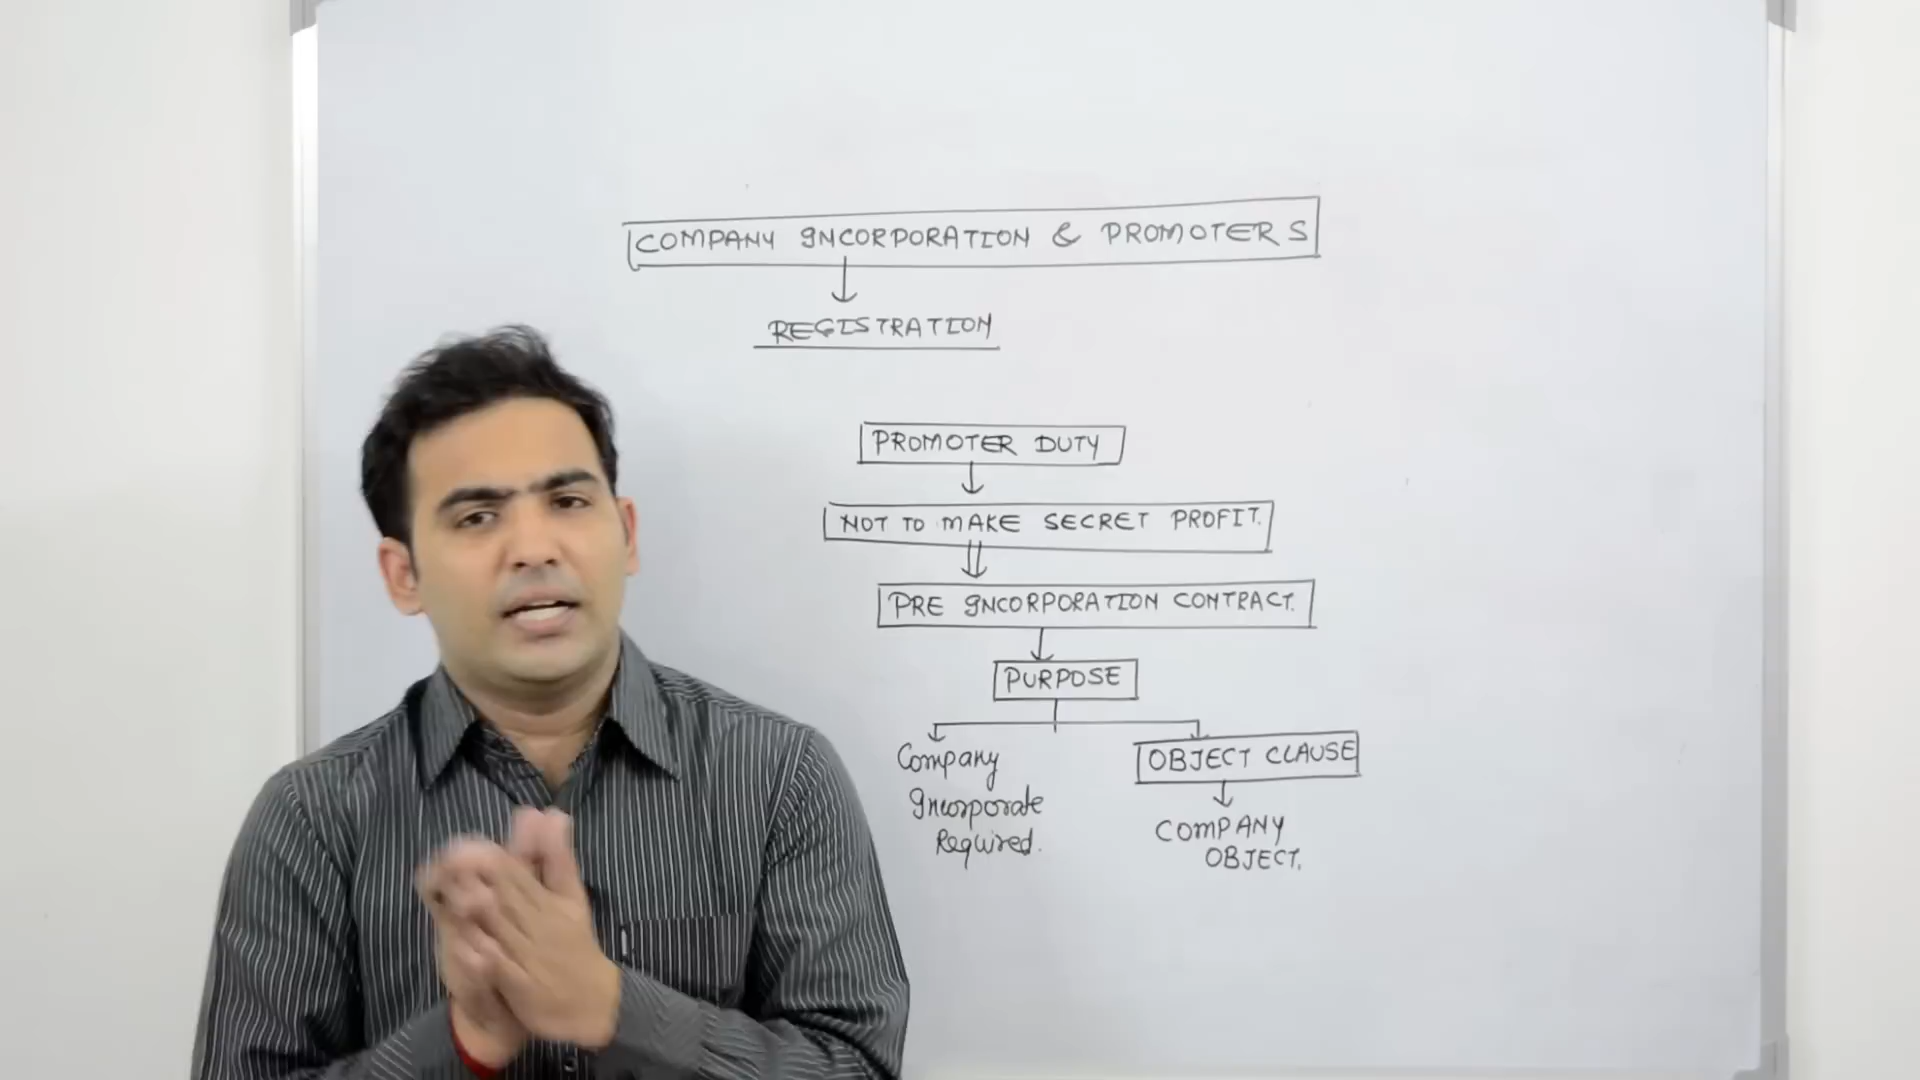 COMPANY INCORPORATION & PROMOTERS
REGISTRATION
PROMOTER DUTY
NOT TO MAKE SECRET PROFIT.
PRE INCORPORATION CONTRACT.
PURPOSE
Company
Incorporate
Required.
OBJECT CLAUSE
COMPANY
OBJECT.